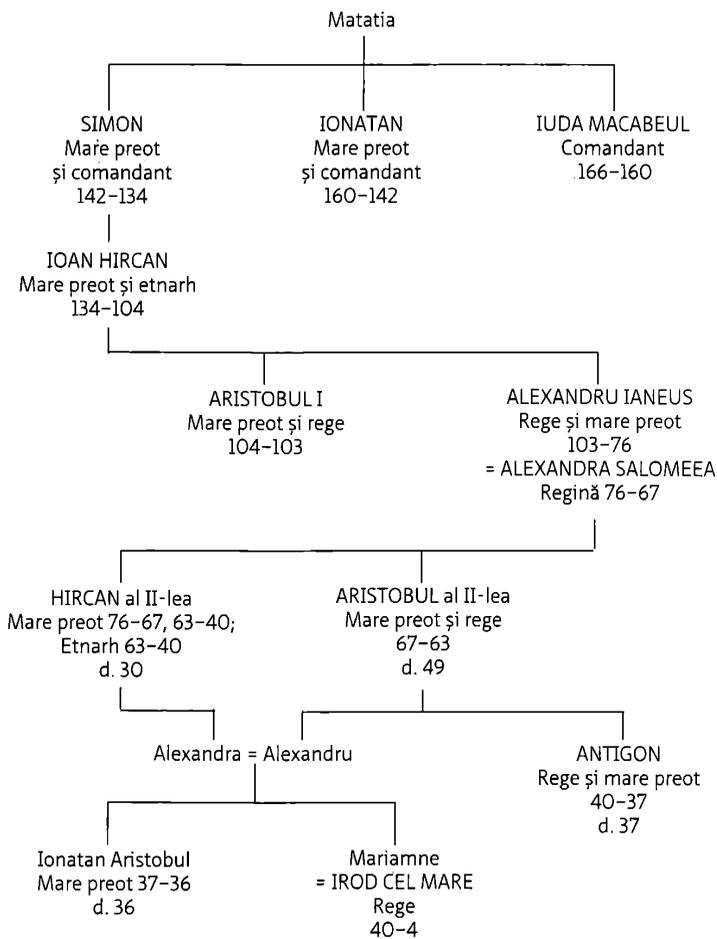 Matatia
SIMON
Mare preot
și comandant
142–134
IONATAN
Mare preot
și comandant
160–142
IUDA MACABEUL
Comandant
166–160
IOAN HIRCAN
Mare preot și etnarh
134–104
ARISTOBUL I
Mare preot și rege
104–103
ALEXANDRU IANEUS
Rege și mare preot
103–76
= ALEXANDRA SALOMEEA
Regină 76–67
HIRCAN al II-lea
Mare preot 76–67, 63–40;
Etnarh 63–40
d. 30
ARISTOBUL al II-lea
Mare preot și rege
67–63
d. 49
Alexandra = Alexandru
ANTIGON
Rege și mare preot
40–37
d. 37
Ionatan Aristobul
Mare preot 37–36
d. 36
Mariamne
= IROD CEL MARE
Rege
40–4